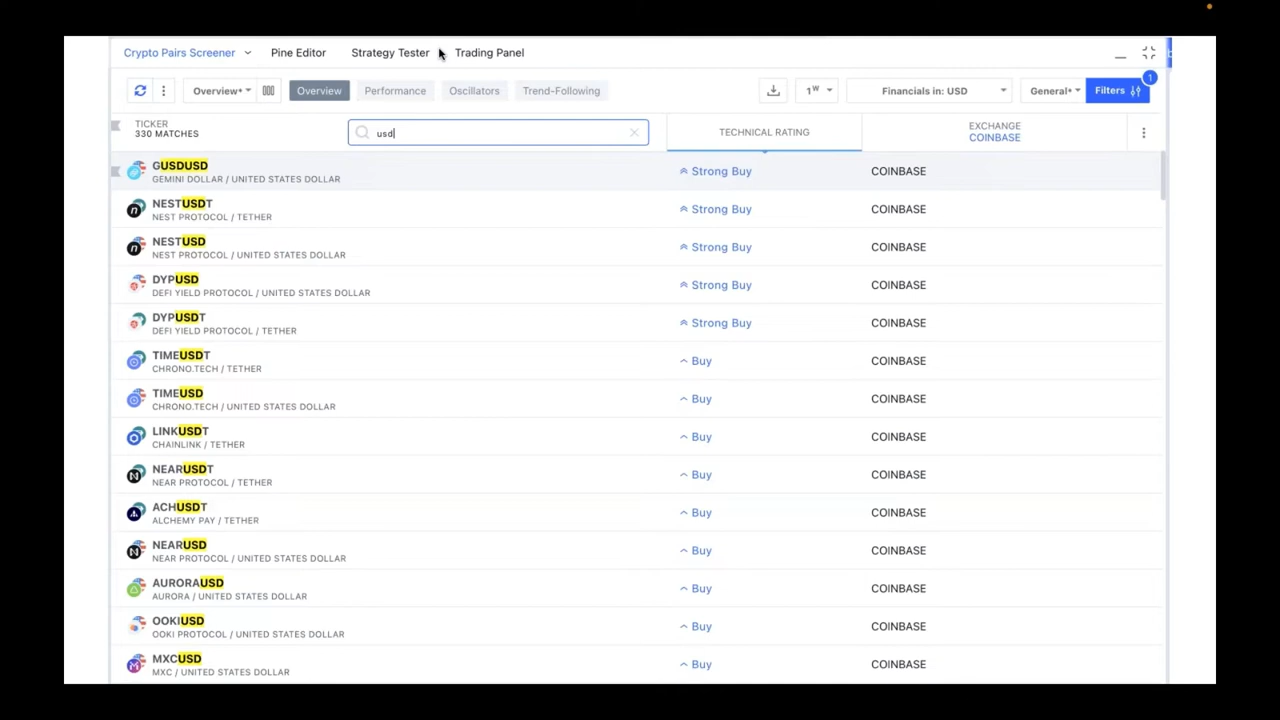 Crypto Pairs Screener Pine Editor Strategy Tester Trading Panel
Overview Overview Performance Oscillators Trend-Following 1W Financials in: USD General Filters 1
TICKER
330 MATCHES
usd
TECHNICAL RATING
EXCHANGE
COINBASE
GUSDUSD
GEMINI DOLLAR / UNITED STATES DOLLAR
Strong Buy
COINBASE
NESTUSDT
NEST PROTOCOL / TETHER
Strong Buy
COINBASE
NESTUSD
NEST PROTOCOL / UNITED STATES DOLLAR
Strong Buy
COINBASE
DYPUSD
DEFI YIELD PROTOCOL / UNITED STATES DOLLAR
Strong Buy
COINBASE
DYPUSDT
DEFI YIELD PROTOCOL / TETHER
Strong Buy
COINBASE
TIMEUSDT
CHRONO.TECH / TETHER
Buy
COINBASE
TIMEUSD
CHRONO.TECH / UNITED STATES DOLLAR
Buy
COINBASE
LINKUSDT
CHAINLINK / TETHER
Buy
COINBASE
NEARUSDT
NEAR PROTOCOL / TETHER
Buy
COINBASE
ACHUSDT
ALCHEMY PAY / TETHER
Buy
COINBASE
NEARUSD
NEAR PROTOCOL / UNITED STATES DOLLAR
Buy
COINBASE
AURORAUSD
AURORA / UNITED STATES DOLLAR
Buy
COINBASE
OOKIUSD
OOKI PROTOCOL / UNITED STATES DOLLAR
Buy
COINBASE
MXCUSD
MXC / UNITED STATES DOLLAR
Buy
COINBASE